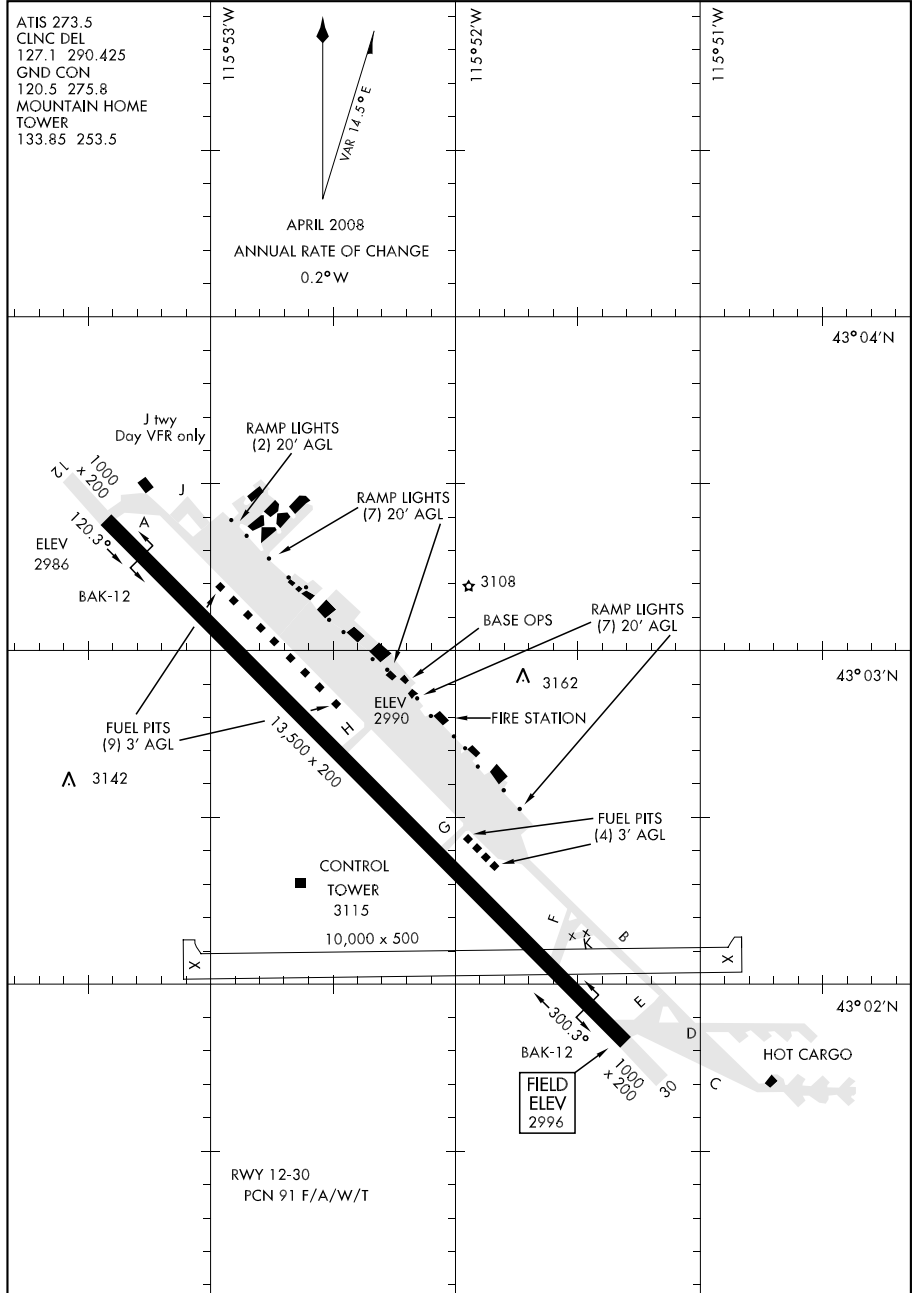 ATIS 273.5
CLNC DEL
127.1 290.425
GND CON
120.5 275.8
MOUNTAIN HOME
TOWER
133.85 253.5
115°53'W
115°52'W
115°51'W
VAR 14.5°E
APRIL 2008
ANNUAL RATE OF CHANGE
0.2°W
43°04'N
J twy
Day VFR only
RAMP LIGHTS
(2) 20' AGL
12
1000
x 200
J
RAMP LIGHTS
(7) 20' AGL
120.3°
A
ELEV
2986
BAK-12
3108
BASE OPS
RAMP LIGHTS
(7) 20' AGL
43°03'N
3162
ELEV
2990
FIRE STATION
FUEL PITS
(9) 3' AGL
H
13,500 x 200
3142
G
FUEL PITS
(4) 3' AGL
CONTROL
TOWER
3115
10,000 x 500
F
x x
K
B
X
X
E
43°02'N
300.3°
D
BAK-12
HOT CARGO
1000
x 200
30
C
FIELD
ELEV
2996
RWY 12-30
PCN 91 F/A/W/T